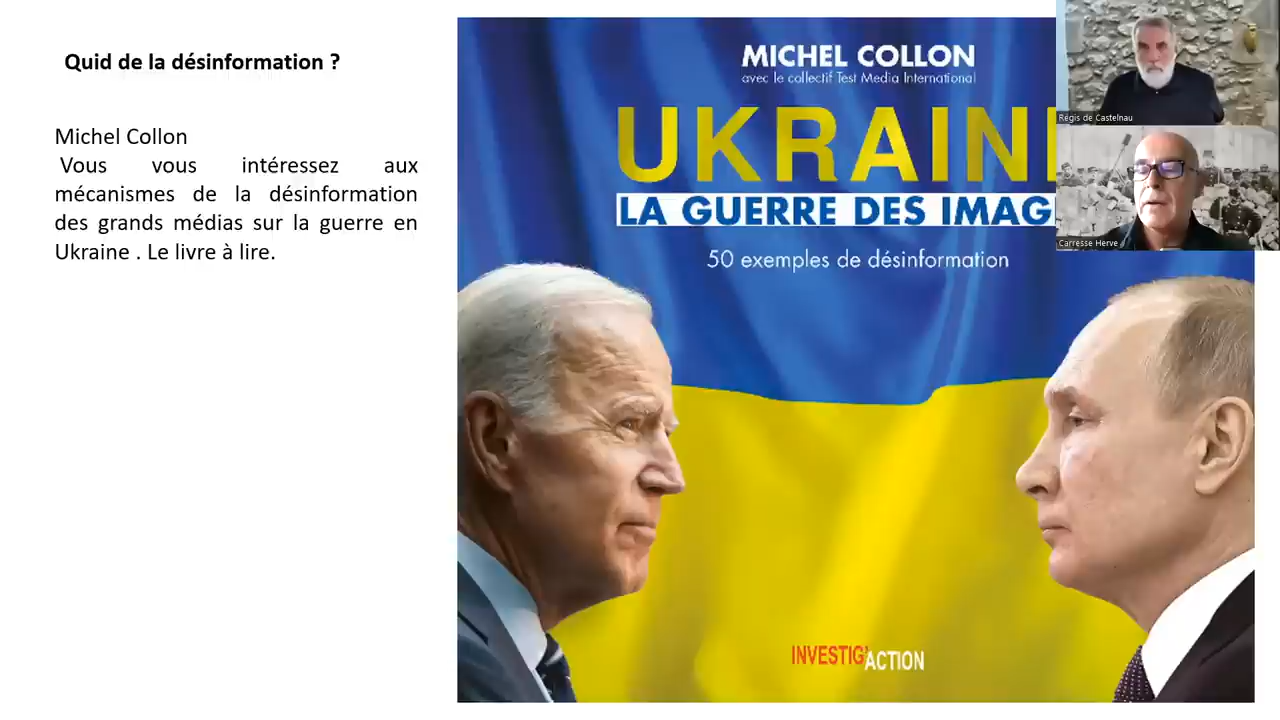 Quid de la désinformation ?
Michel Collon
Vous vous intéressez aux
mécanismes de la désinformation
des grands médias sur la guerre en
Ukraine . Le livre à lire.
MICHEL COLLON
avec le collectif Test Media International
UKRAIN
LA GUERRE DES IMAG
50 exemples de désinformation
INVESTIG'ACTION
Régis de Castelnau
Carresse Herve